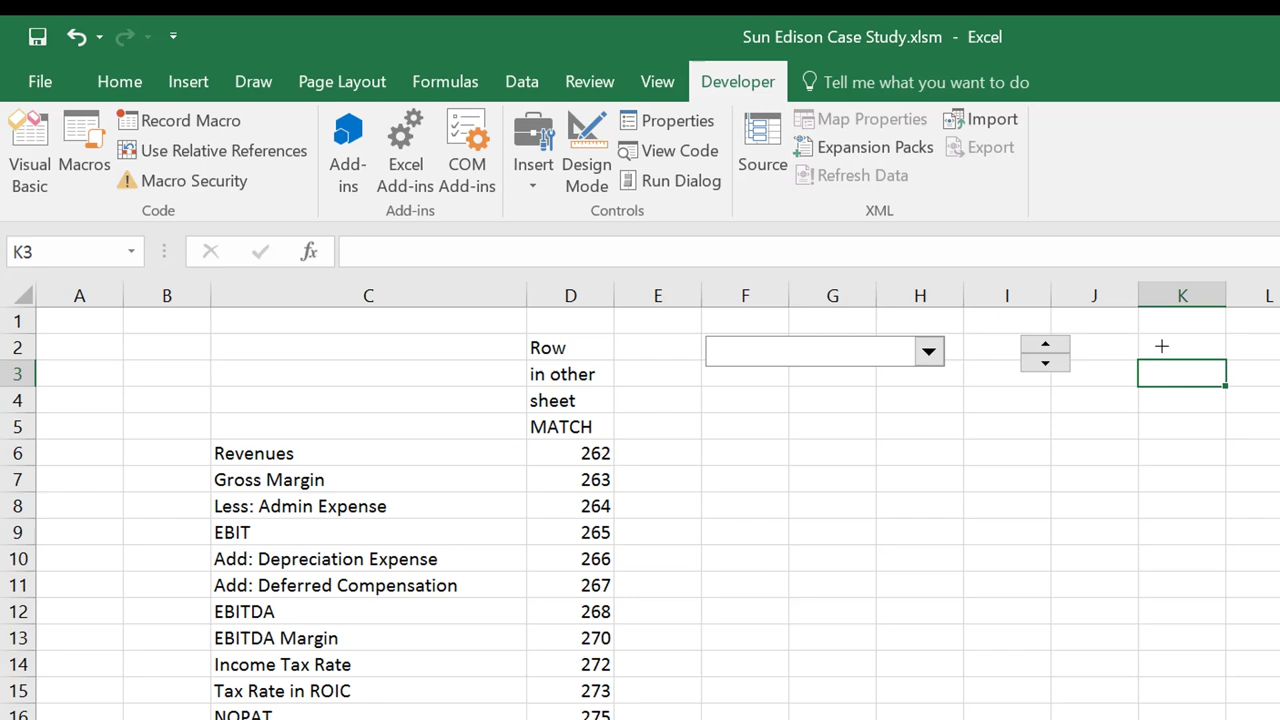 Sun Edison Case Study.xlsm - Excel
File Home Insert Draw Page Layout Formulas Data Review View Developer Tell me what you want to do
Visual Basic
Macros
Record Macro
Use Relative References
Macro Security
Code
Add-ins
Excel Add-ins
COM Add-ins
Add-ins
Insert
Design Mode
Properties
View Code
Run Dialog
Controls
Source
Map Properties
Expansion Packs
Refresh Data
Import
Export
XML
K3 fx
A B C D E F G H I J K L
1
2 Row
3 in other
4 sheet
5 MATCH
6 Revenues 262
7 Gross Margin 263
8 Less: Admin Expense 264
9 EBIT 265
10 Add: Depreciation Expense 266
11 Add: Deferred Compensation 267
12 EBITDA 268
13 EBITDA Margin 270
14 Income Tax Rate 272
15 Tax Rate in ROIC 273
16 NOPAT 275